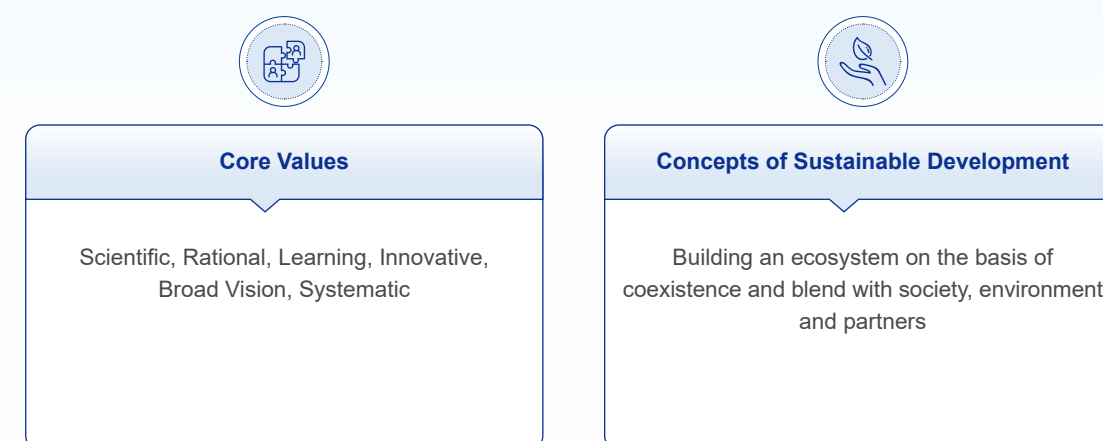 Core Values
Scientific, Rational, Learning, Innovative,
Broad Vision, Systematic
Concepts of Sustainable Development
Building an ecosystem on the basis of
coexistence and blend with society, environment
and partners